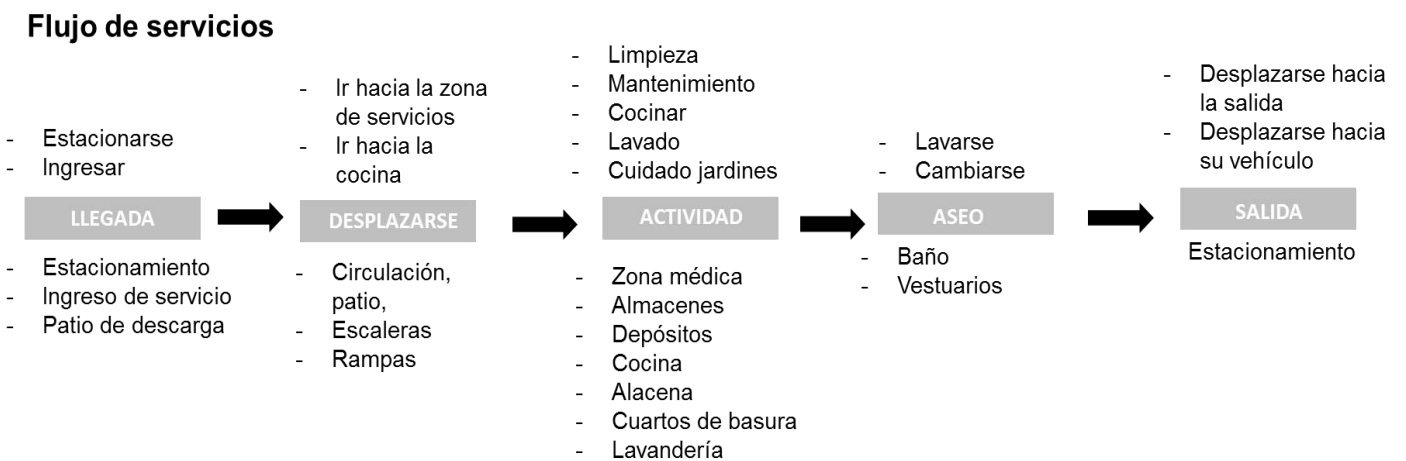 Flujo de servicios
- Estacionarse
- Ingresar
LLEGADA
- Estacionamiento
- Ingreso de servicio
- Patio de descarga
- Ir hacia la zona
de servicios
- Ir hacia la
cocina
DESPLAZARSE
- Circulación,
patio,
- Escaleras
- Rampas
- Limpieza
- Mantenimiento
- Cocinar
- Lavado
- Cuidado jardines
ACTIVIDAD
- Zona médica
- Almacenes
- Depósitos
- Cocina
- Alacena
- Cuartos de basura
- Lavandería
- Lavarse
- Cambiarse
ASEO
- Baño
- Vestuarios
- Desplazarse hacia
la salida
- Desplazarse hacia
su vehículo
SALIDA
Estacionamiento